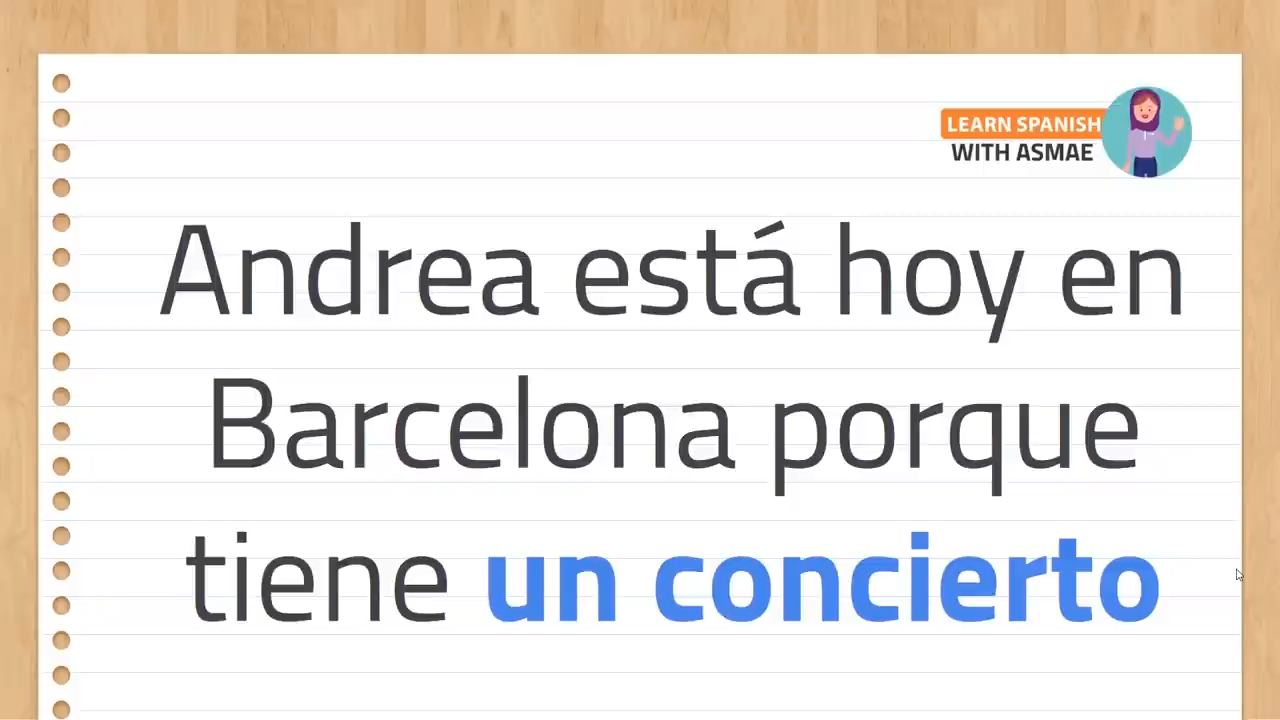 LEARN SPANISH
WITH ASMAE
Andrea está hoy en
Barcelona porque
tiene un concierto